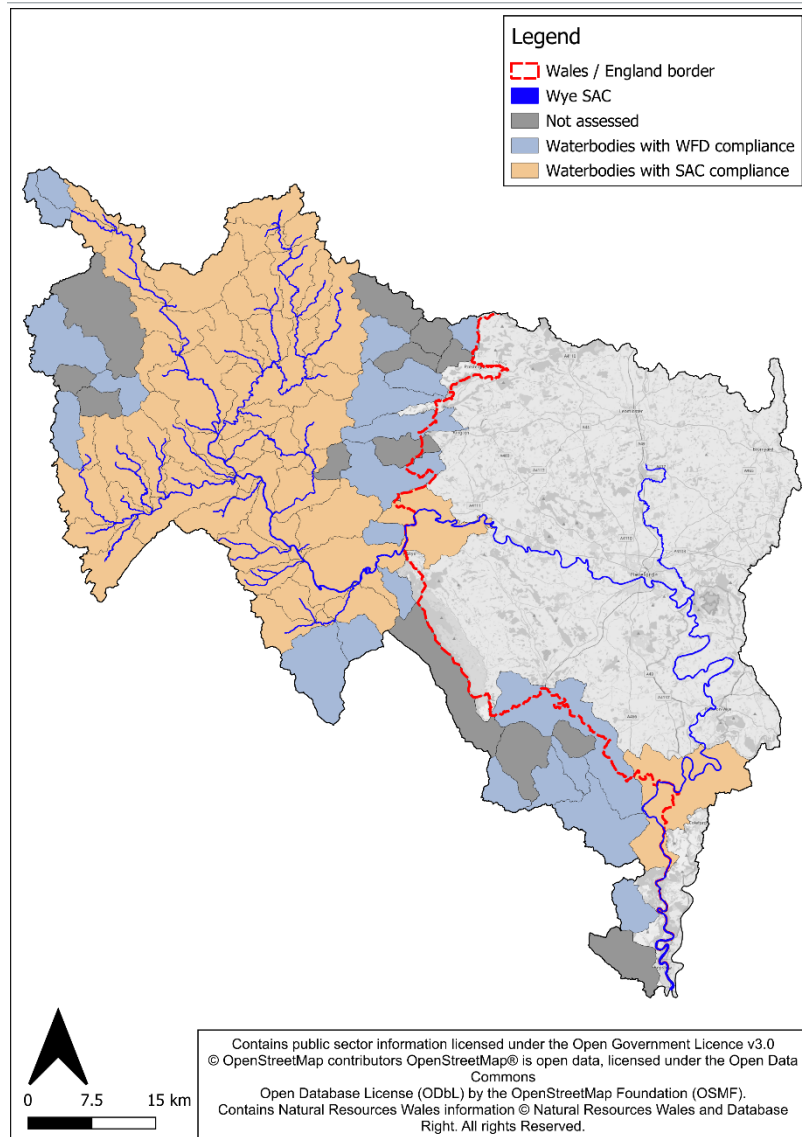 Legend
Wales / England border
Wye SAC
Not assessed
Waterbodies with WFD compliance
Waterbodies with SAC compliance
0 7.5 15 km
Contains public sector information licensed under the Open Government Licence v3.0
© OpenStreetMap contributors OpenStreetMap® is open data, licensed under the Open Data
Commons
Open Database License (ODbL) by the OpenStreetMap Foundation (OSMF).
Contains Natural Resources Wales information © Natural Resources Wales and Database
Right. All rights Reserved.